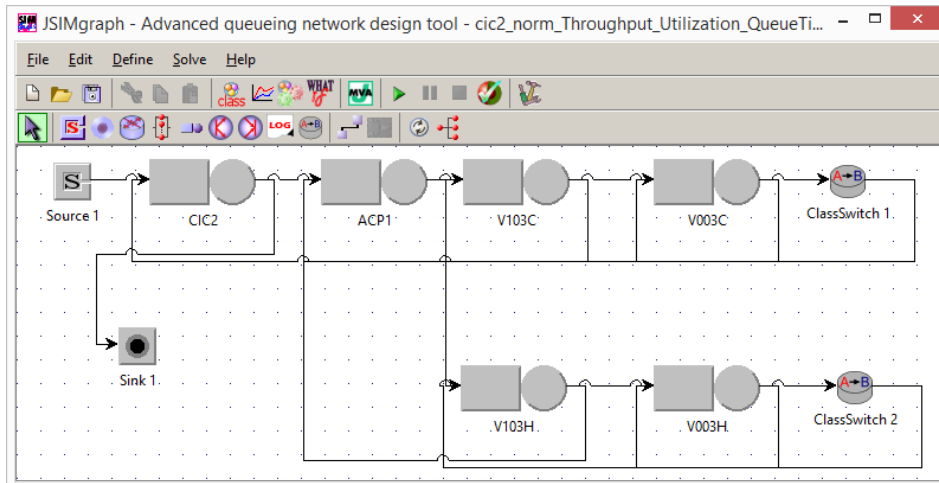 JSIMgraph - Advanced queueing network design tool - cic2_norm_Throughput_Utilization_QueueTi...
File Edit Define Solve Help
class WHAT if MVA
S LOG A→B
S A→B
Source 1 CIC2 ACP1 V103C V003C ClassSwitch 1
Sink 1
A→B
V103H V003H ClassSwitch 2